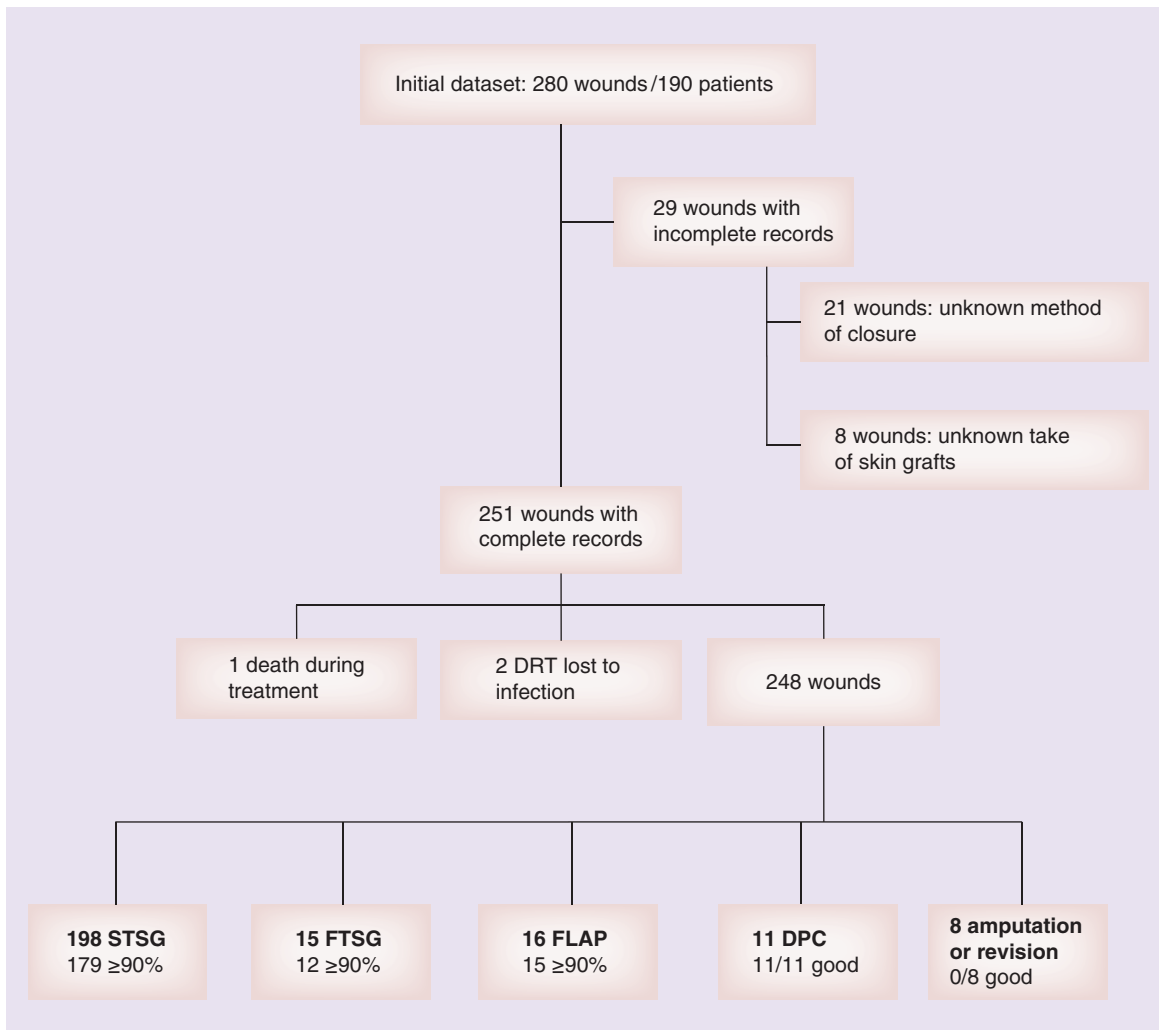 Initial dataset: 280 wounds/190 patients
29 wounds with
incomplete records
21 wounds: unknown method
of closure
8 wounds: unknown take
of skin grafts
251 wounds with
complete records
1 death during
treatment
2 DRT lost to
infection
248 wounds
198 STSG
179 ≥90%
15 FTSG
12 ≥90%
16 FLAP
15 ≥90%
11 DPC
11/11 good
8 amputation
or revision
0/8 good